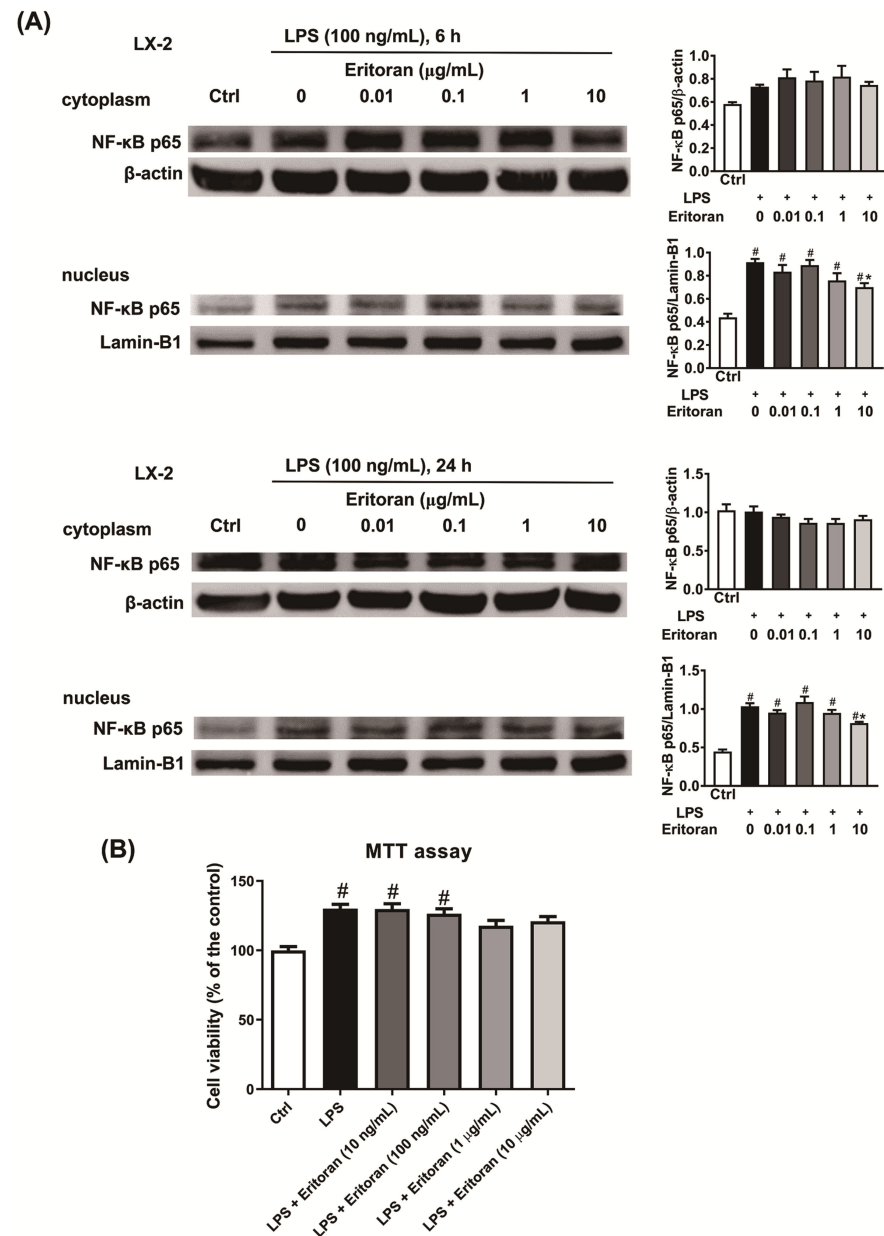 (A)
LX-2
LPS (100 ng/mL), 6 h
Eritoran (μg/mL)
cytoplasm Ctrl 0 0.01 0.1 1 10
NF-κB p65
β-actin
nucleus
NF-κB p65
Lamin-B1
NF-κB p65/β-actin
1.0
0.8
0.6
0.4
0.2
0.0
Ctrl
LPS + + + + +
Eritoran 0 0.01 0.1 1 10
NF-κB p65/Lamin-B1
1.0
0.8
0.6
0.4
0.2
0.0
# # # # #*
Ctrl
LPS + + + + +
Eritoran 0 0.01 0.1 1 10
LX-2
LPS (100 ng/mL), 24 h
Eritoran (μg/mL)
cytoplasm Ctrl 0 0.01 0.1 1 10
NF-κB p65
β-actin
nucleus
NF-κB p65
Lamin-B1
NF-κB p65/β-actin
1.5
1.0
0.5
0.0
Ctrl
LPS + + + + +
Eritoran 0 0.01 0.1 1 10
NF-κB p65/Lamin-B1
1.5
1.0
0.5
0.0
# # # # #*
Ctrl
LPS + + + + +
Eritoran 0 0.01 0.1 1 10
(B)
MTT assay
Cell viability (% of the control)
150
100
50
0
# # #
Ctrl
LPS
LPS + Eritoran (10 ng/mL)
LPS + Eritoran (100 ng/mL)
LPS + Eritoran (1 μg/mL)
LPS + Eritoran (10 μg/mL)